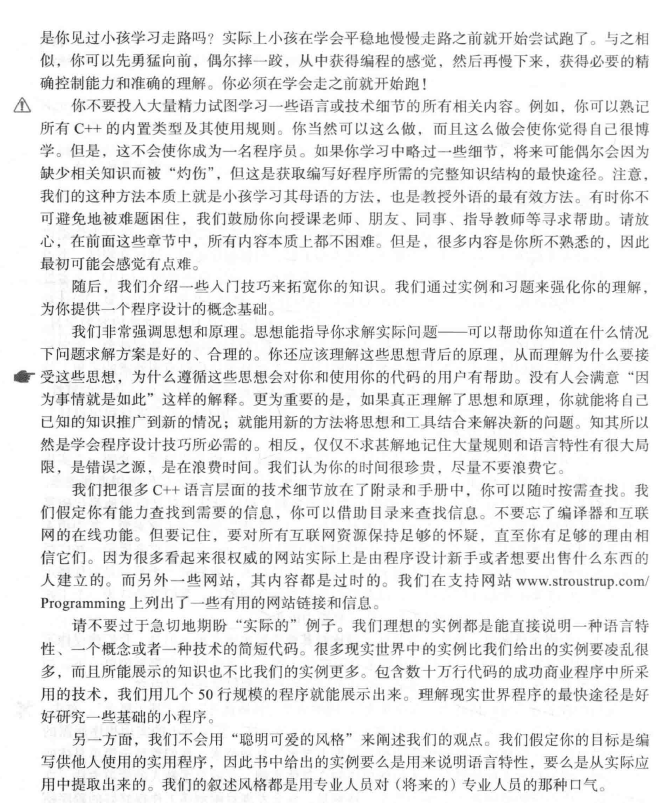 是你见过小孩学习走路吗？实际上小孩在学会平稳地慢慢走路之前就开始尝试跑了。与之相
似，你可以先勇猛向前，偶尔摔一跤，从中获得编程的感觉，然后再慢下来，获得必要的精
确控制能力和准确的理解。你必须在学会走之前就开始跑！
你不要投入大量精力试图学习一些语言或技术细节的所有相关内容。例如，你可以熟记
所有 C++ 的内置类型及其使用规则。你当然可以这么做，而且这么做会使你觉得自己很博
学。但是，这不会使你成为一名程序员。如果你学习中略过一些细节，将来可能偶尔会因为
缺少相关知识而被“灼伤”，但这是获取编写好程序所需的完整知识结构的最快途径。注意，
我们的这种方法本质上就是小孩学习其母语的方法，也是教授外语的最有效方法。有时你不
可避免地被难题困住，我们鼓励你向授课老师、朋友、同事、指导教师等寻求帮助。请放
心，在前面这些章节中，所有内容本质上都不困难。但是，很多内容是你所不熟悉的，因此
最初可能会感觉有点难。
随后，我们介绍一些入门技巧来拓宽你的知识。我们通过实例和习题来强化你的理解，
为你提供一个程序设计的概念基础。
我们非常强调思想和原理。思想能指导你求解实际问题——可以帮助你知道在什么情况
下问题求解方案是好的、合理的。你还应该理解这些思想背后的原理，从而理解为什么要接
受这些思想，为什么遵循这些思想会对你和使用你的代码的用户有帮助。没有人会满意“因
为事情就是如此”这样的解释。更为重要的是，如果真正理解了思想和原理，你就能将自己
已知的知识推广到新的情况；就能用新的方法将思想和工具结合来解决新的问题。知其所以
然是学会程序设计技巧所必需的。相反，仅仅不求甚解地记住大量规则和语言特性有很大局
限，是错误之源，是在浪费时间。我们认为你的时间很珍贵，尽量不要浪费它。
我们把很多 C++ 语言层面的技术细节放在了附录和手册中，你可以随时按需查找。我
们假定你有能力查找到需要的信息，你可以借助目录来查找信息。不要忘了编译器和互联
网的在线功能。但要记住，要对所有互联网资源保持足够的怀疑，直至你有足够的理由相
信它们。因为很多看起来很权威的网站实际上是由程序设计新手或者想要出售什么东西的
人建立的。而另外一些网站，其内容都是过时的。我们在支持网站 www.stroustrup.com/
Programming 上列出了一些有用的网站链接和信息。
请不要过于急切地期盼“实际的”例子。我们理想的实例都是能直接说明一种语言特
性、一个概念或者一种技术的简短代码。很多现实世界中的实例比我们给出的实例要凌乱很
多，而且所能展示的知识也不比我们的实例更多。包含数十万行代码的成功商业程序中所采
用的技术，我们用几个 50 行规模的程序就能展示出来。理解现实世界程序的最快途径是好
好研究一些基础的小程序。
另一方面，我们不会用“聪明可爱的风格”来阐述我们的观点。我们假定你的目标是编
写供他人使用的实用程序，因此书中给出的实例要么是用来说明语言特性，要么是从实际应
用中提取出来的。我们的叙述风格都是用专业人员对（将来的）专业人员的那种口气。